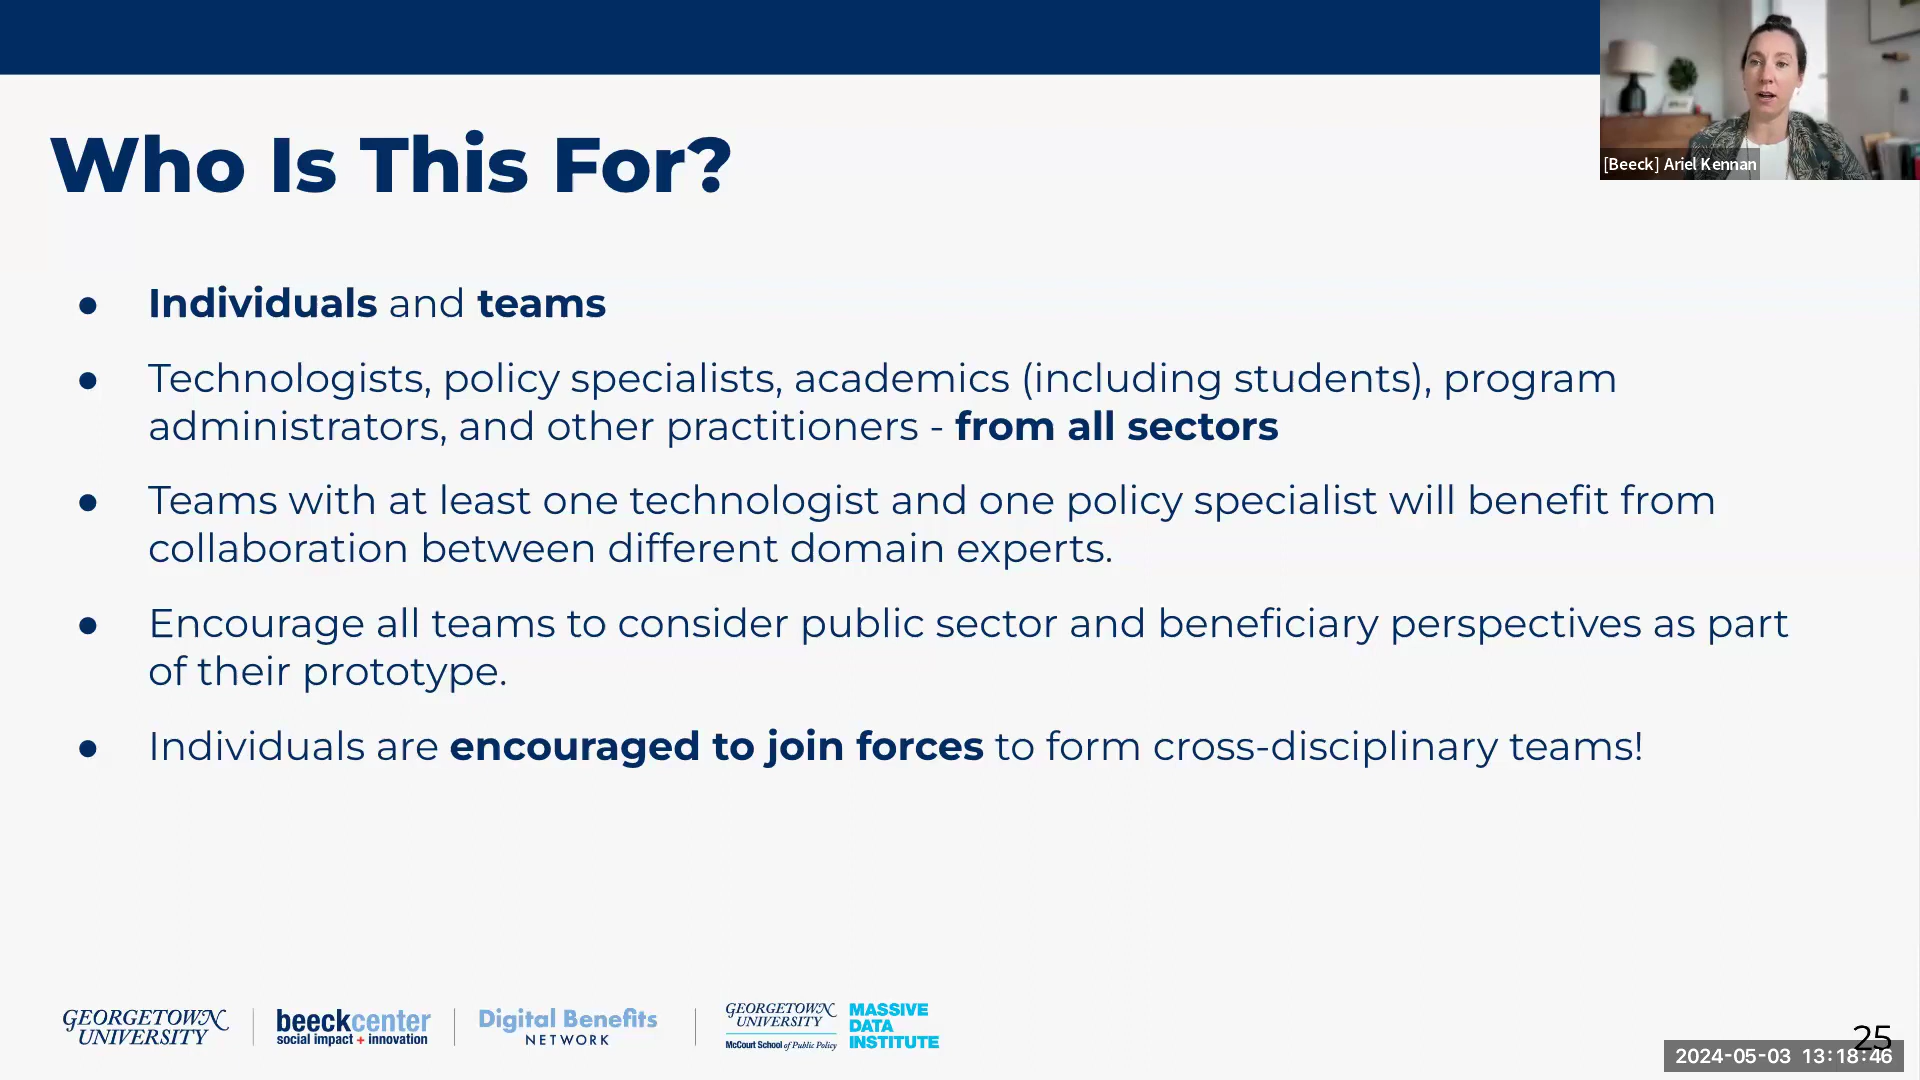 [Beeck] Ariel Kennan
Who Is This For?
● Individuals and teams
● Technologists, policy specialists, academics (including students), program
administrators, and other practitioners - from all sectors
● Teams with at least one technologist and one policy specialist will benefit from
collaboration between different domain experts.
● Encourage all teams to consider public sector and beneficiary perspectives as part
of their prototype.
● Individuals are encouraged to join forces to form cross-disciplinary teams!
GEORGETOWN
UNIVERSITY
beeckcenter
social impact + innovation
Digital Benefits
NETWORK
GEORGETOWN
UNIVERSITY
McCourt School of Public Policy
MASSIVE
DATA
INSTITUTE
25
2024-05-03 13:18:46